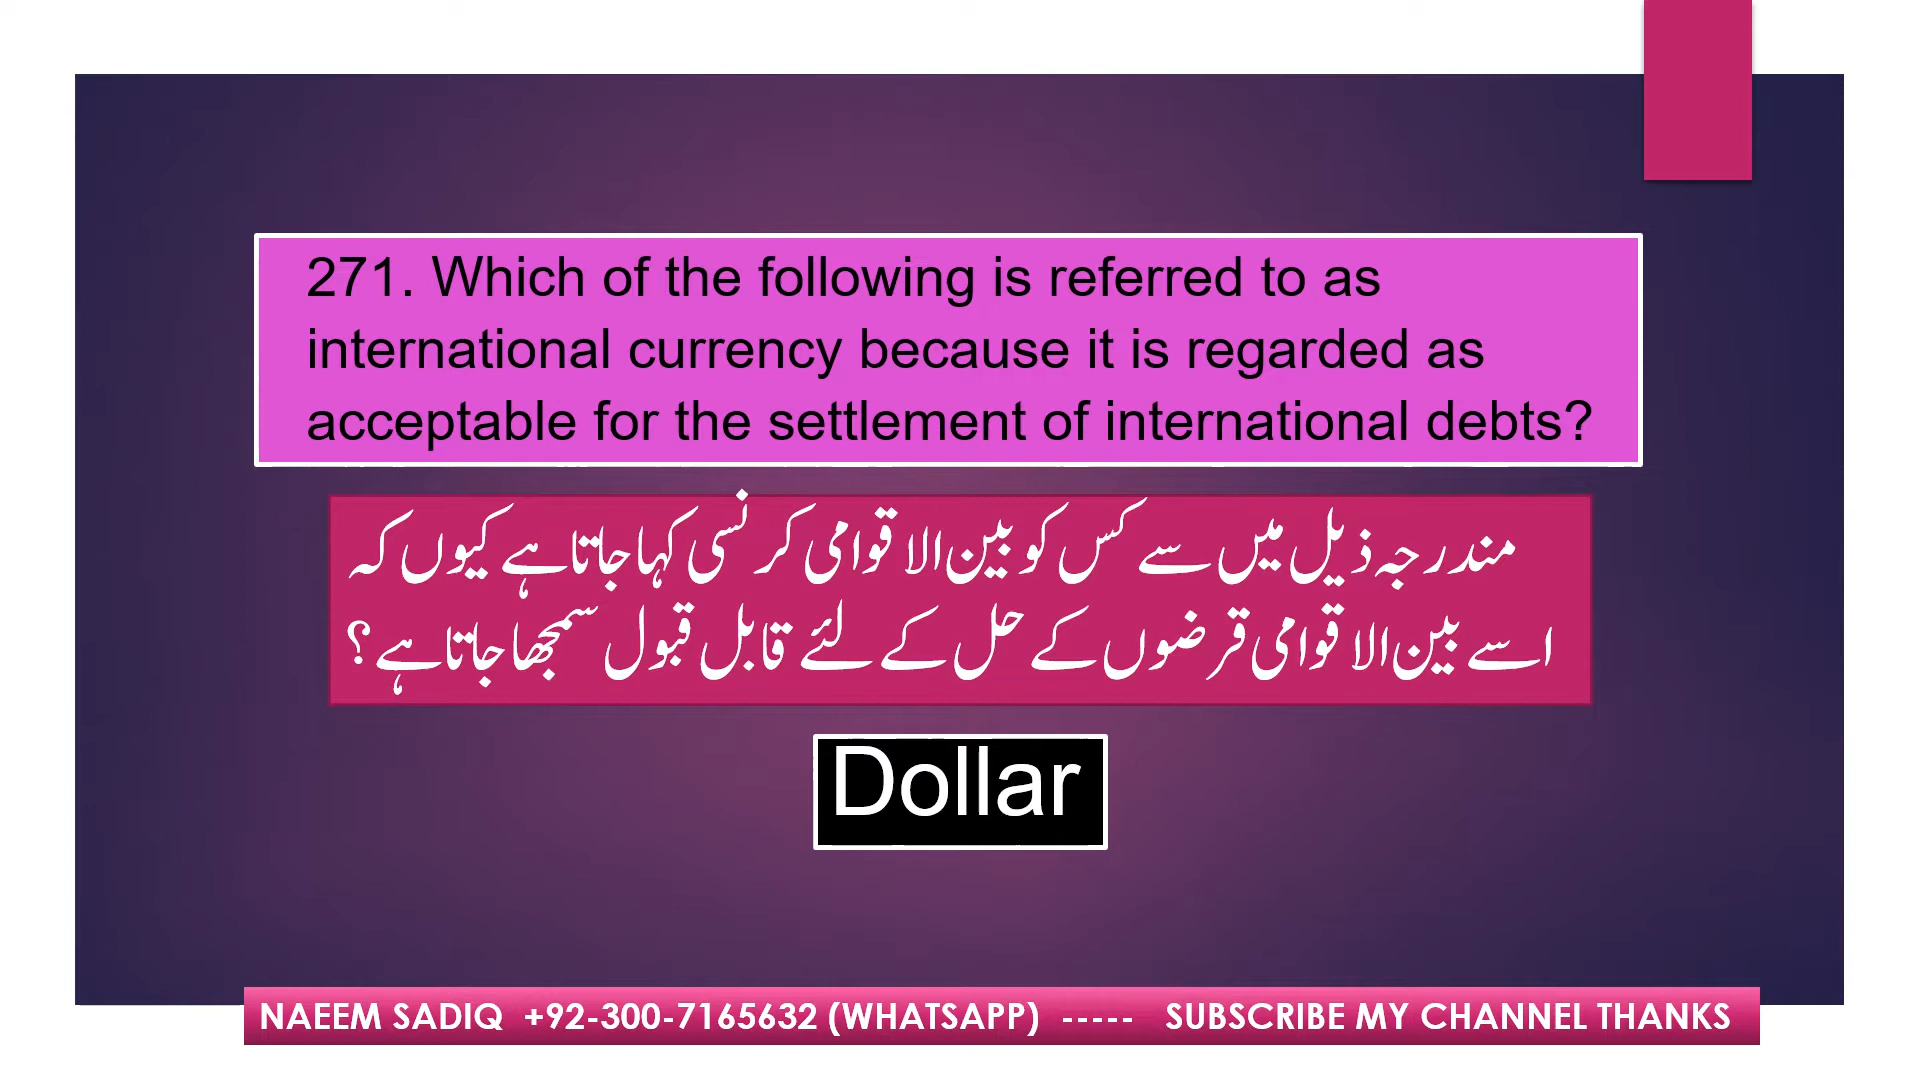 271. Which of the following is referred to as
international currency because it is regarded as
acceptable for the settlement of international debts?
مندرجہ ذیل میں سے کس کو بین الاقوامی کرنسی کہا جاتا ہے کیوں کہ
اسے بین الاقوامی قرضوں کے حل کے لئے قابل قبول سمجھا جاتا ہے؟
Dollar
NAEEM SADIQ +92-300-7165632 (WHATSAPP) ----- SUBSCRIBE MY CHANNEL THANKS